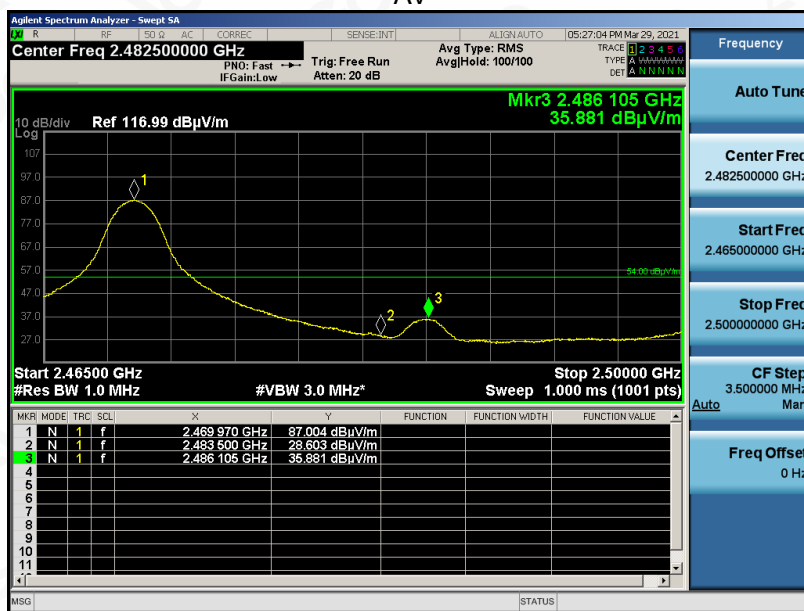 AV
Agilent Spectrum Analyzer - Swept SA
LXI R RF 50 Ω AC CORREC SENSE:INT ALIGN AUTO 05:27:04 PM Mar 29, 2021
Center Freq 2.482500000 GHz
PNO: Fast
IFGain:Low
Trig: Free Run
Atten: 20 dB
Avg Type: RMS
Avg|Hold: 100/100
TRACE 1 2 3 4 5 6
TYPE A WWWWW
DET A N N N N N
Mkr3 2.486 105 GHz
35.881 dBµV/m
10 dB/div Ref 116.99 dBµV/m
Log
107
97.0
87.0
77.0
67.0
57.0
47.0
37.0
27.0
1
2
3
54.00 dBµV/m
Start 2.46500 GHz Stop 2.50000 GHz
#Res BW 1.0 MHz #VBW 3.0 MHz* Sweep 1.000 ms (1001 pts)
MKR MODE TRC SCL X Y FUNCTION FUNCTION WIDTH FUNCTION VALUE
1 N 1 f 2.469 970 GHz 87.004 dBµV/m
2 N 1 f 2.483 500 GHz 28.603 dBµV/m
3 N 1 f 2.486 105 GHz 35.881 dBµV/m
4
5
6
7
8
9
10
11
MSG STATUS
Frequency
Auto Tune
Center Freq
2.482500000 GHz
Start Freq
2.465000000 GHz
Stop Freq
2.500000000 GHz
CF Step
3.500000 MHz
Auto Man
Freq Offset
0 Hz